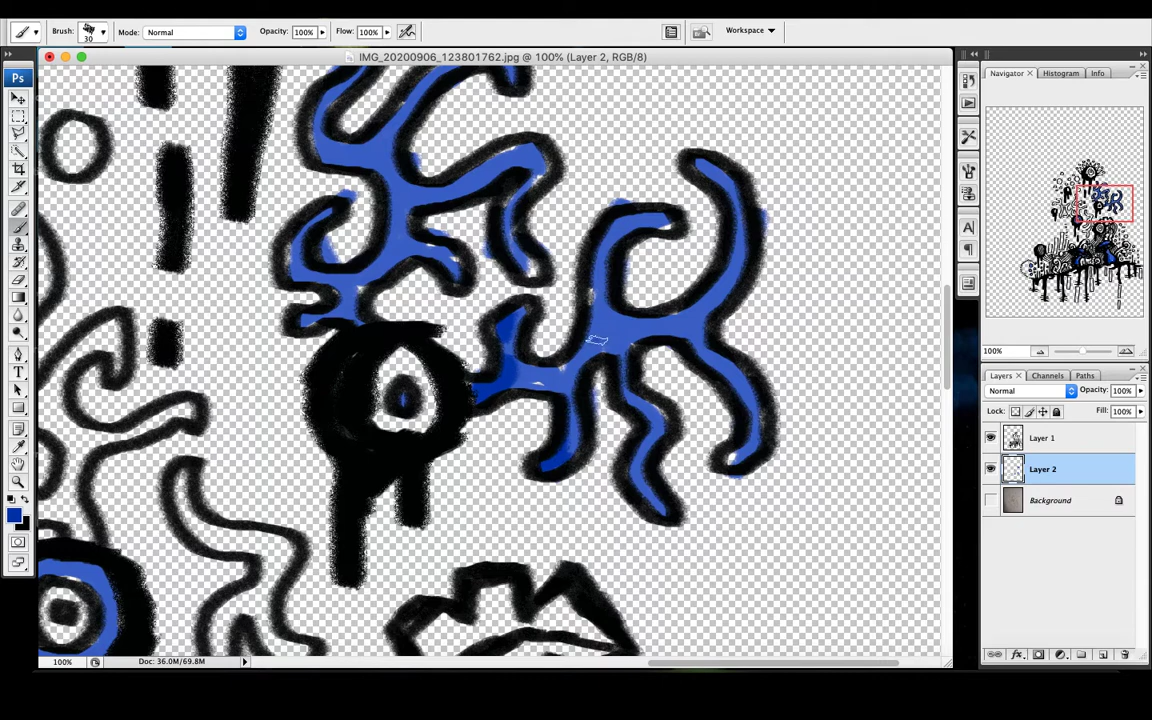 Brush: 30 Mode: Normal Opacity: 100% Flow: 100% Workspace
IMG_20200906_123801762.jpg @ 100% (Layer 2, RGB/8)
Ps
T
Navigator Histogram Info
A
100%
Layers Channels Paths
Normal Opacity: 100%
Lock: Fill: 100%
Layer 1
Layer 2
Background
fx
100% Doc: 36.0M/69.8M